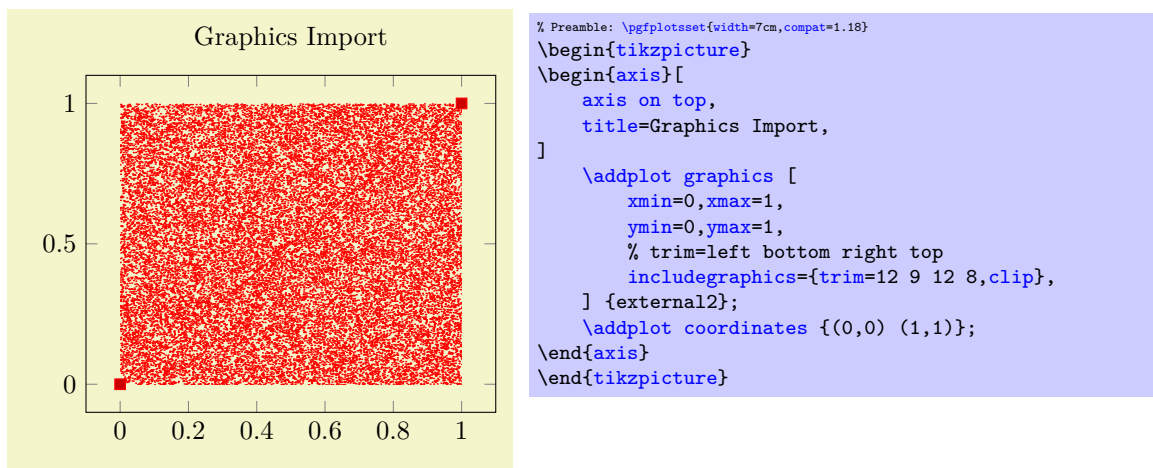 Graphics Import
1
0.5
0
0 0.2 0.4 0.6 0.8 1
% Preamble: \pgfplotsset{width=7cm,compat=1.18}
\begin{tikzpicture}
\begin{axis}[
    axis on top,
    title=Graphics Import,
]
    \addplot graphics [
        xmin=0,xmax=1,
        ymin=0,ymax=1,
        % trim=left bottom right top
        includegraphics={trim=12 9 12 8,clip},
    ] {external2};
    \addplot coordinates {(0,0) (1,1)};
\end{axis}
\end{tikzpicture}